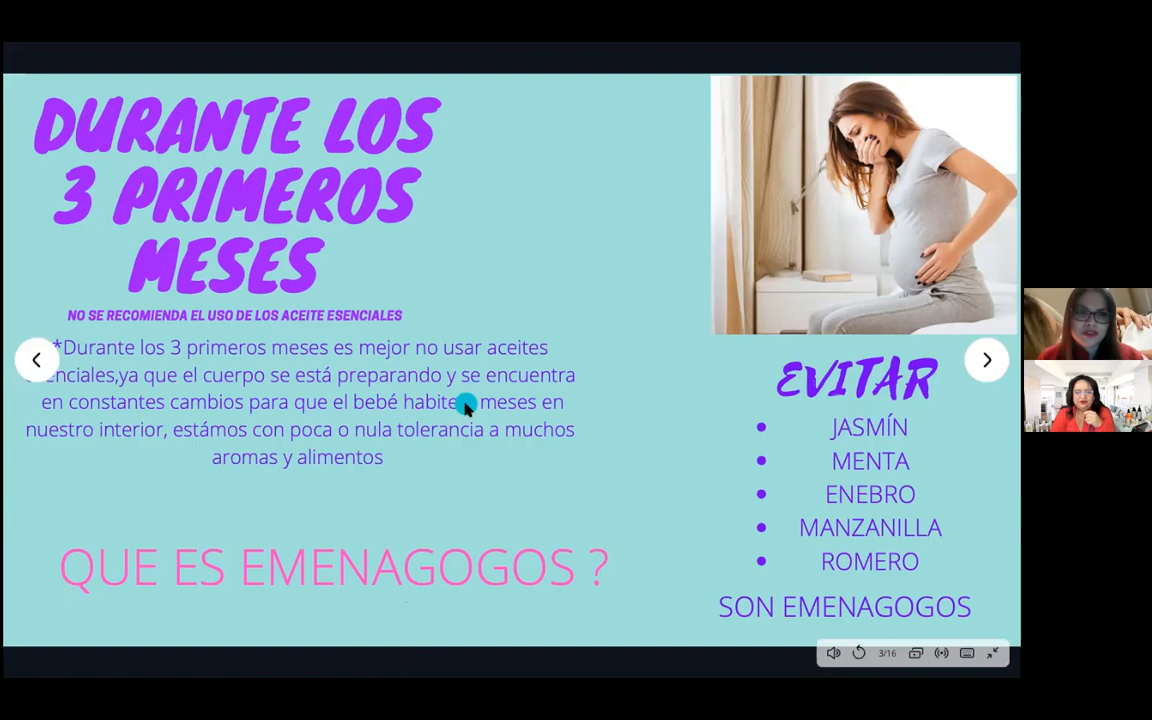 DURANTE LOS
3 PRIMEROS
MESES
NO SE RECOMIENDA EL USO DE LOS ACEITE ESENCIALES
*Durante los 3 primeros meses es mejor no usar aceites
enciales,ya que el cuerpo se está preparando y se encuentra
en constantes cambios para que el bebé habite meses en
nuestro interior, estámos con poca o nula tolerancia a muchos
aromas y alimentos
QUE ES EMENAGOGOS ?
EVITAR
• JASMÍN
• MENTA
• ENEBRO
• MANZANILLA
• ROMERO
SON EMENAGOGOS
3/16